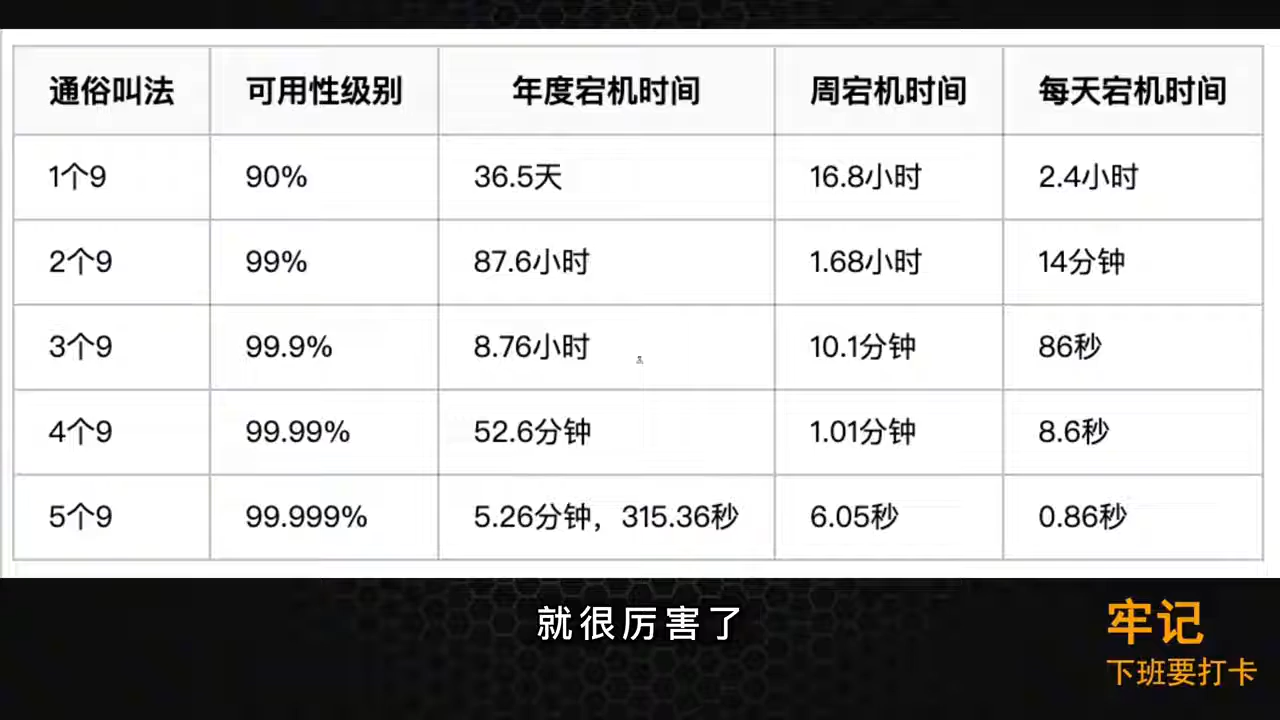 通俗叫法 可用性级别 年度宕机时间 周宕机时间 每天宕机时间
1个9 90% 36.5天 16.8小时 2.4小时
2个9 99% 87.6小时 1.68小时 14分钟
3个9 99.9% 8.76小时 10.1分钟 86秒
4个9 99.99% 52.6分钟 1.01分钟 8.6秒
5个9 99.999% 5.26分钟，315.36秒 6.05秒 0.86秒
就很厉害了
牢记
下班要打卡